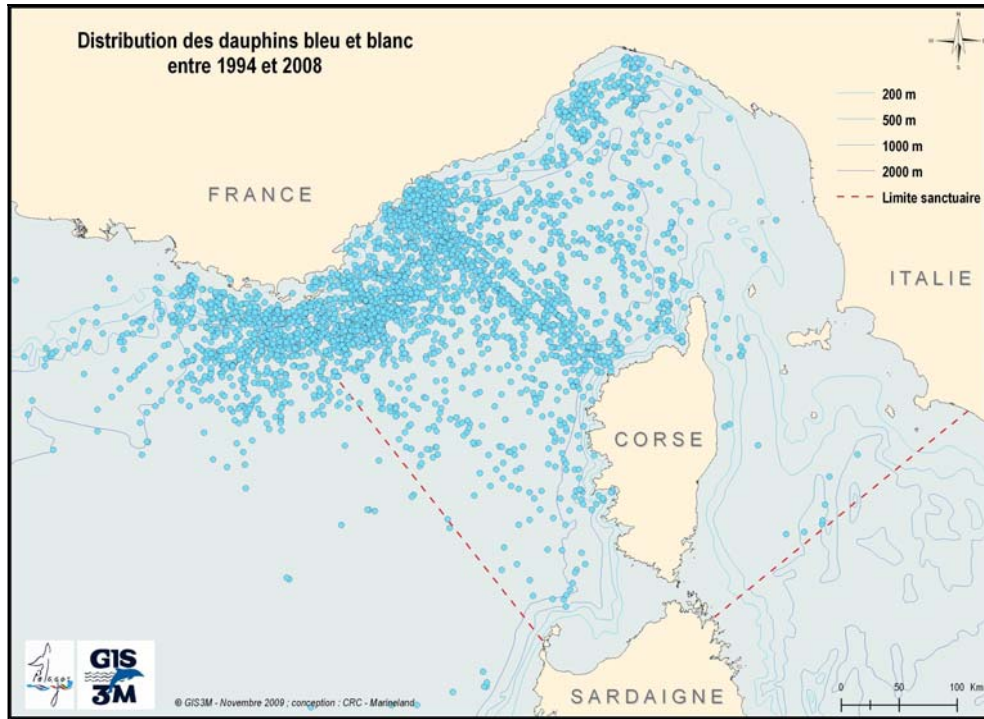 Distribution des dauphins bleu et blanc
entre 1994 et 2008
N
W
E
S
200 m
500 m
1000 m
2000 m
Limite sanctuaire
FRANCE
ITALIE
CORSE
SARDAIGNE
Pelagos
GIS
3M
© GIS3M - Novembre 2009 ; conception : CRC - Marineland
0 50 100 Km